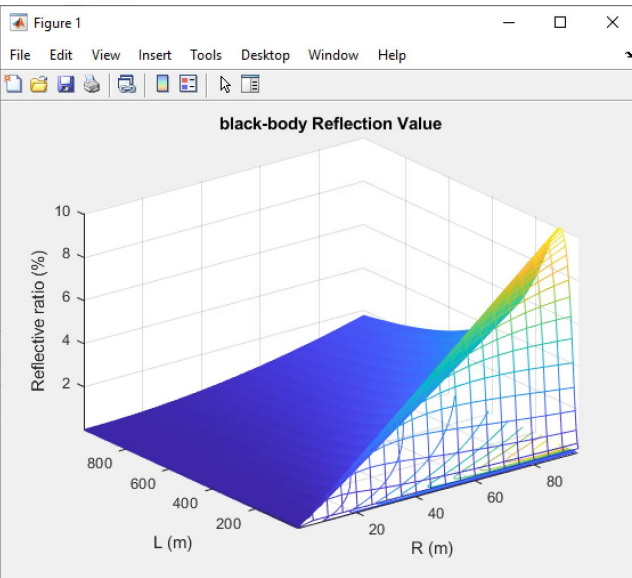 Figure 1
File Edit View Insert Tools Desktop Window Help
black-body Reflection Value
10
8
6
4
2
Reflective ratio (%)
800
600
400
200
L (m)
20
40
60
80
R (m)